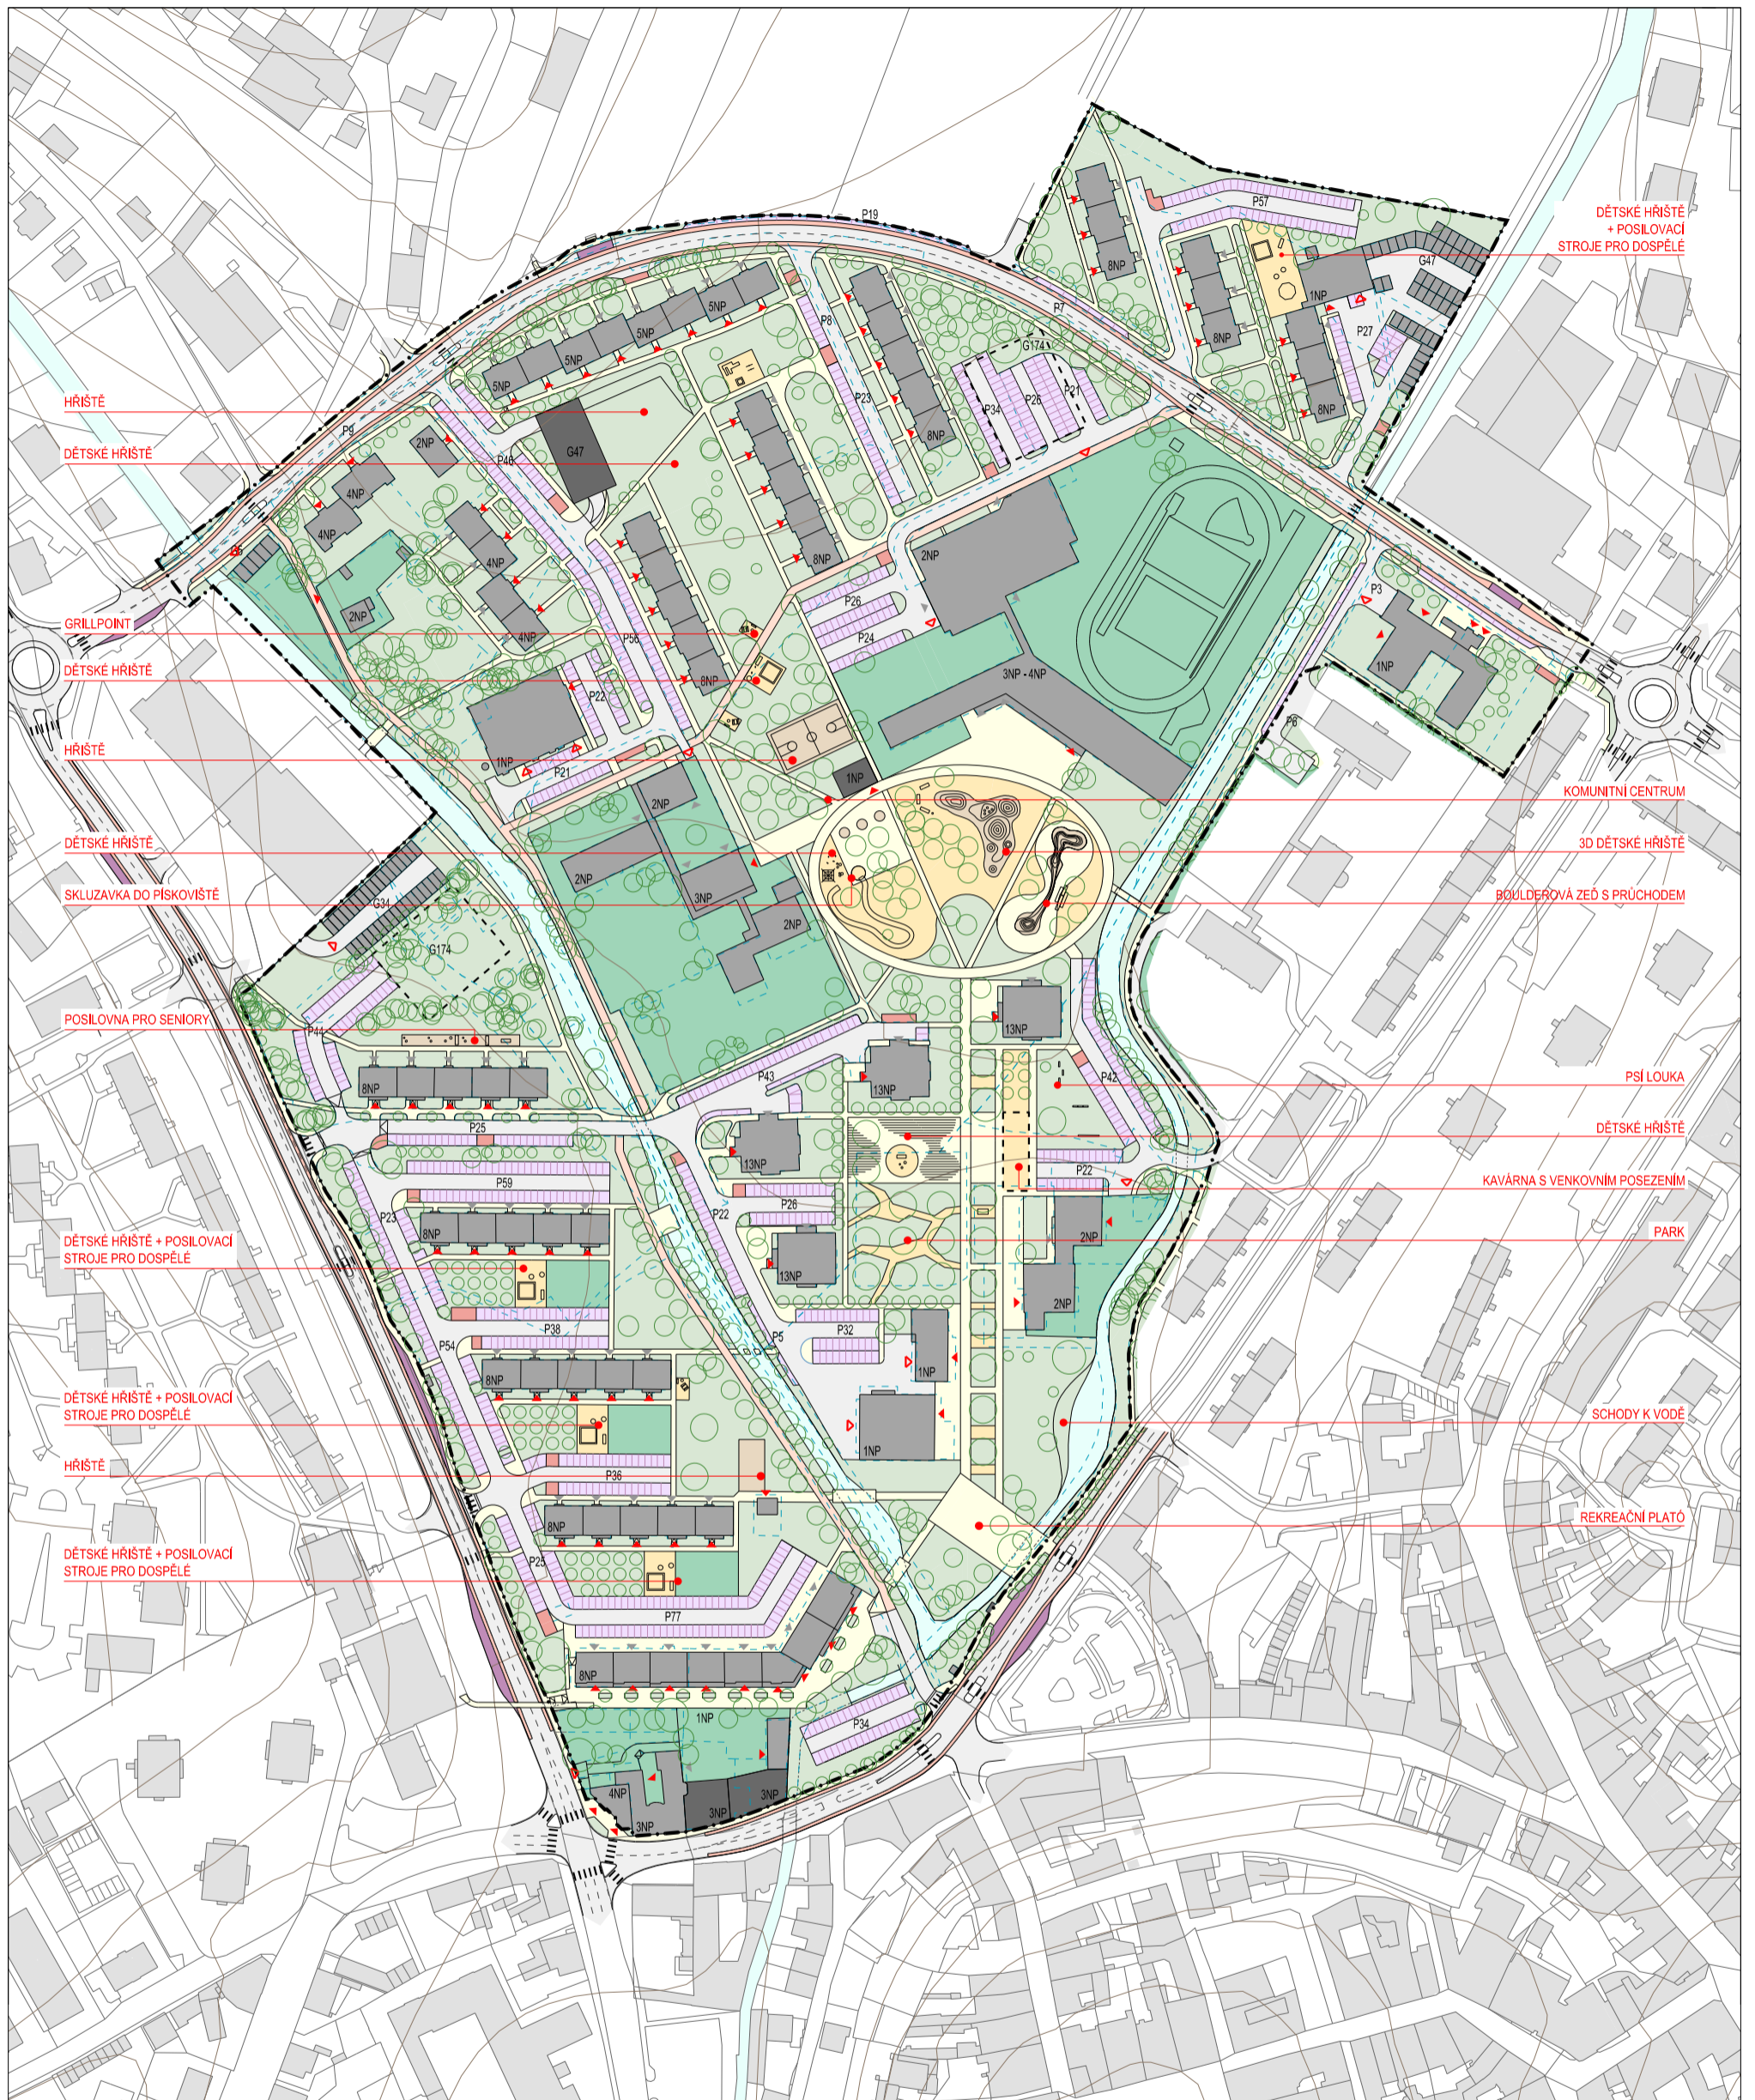 P19
P57
DĚTSKÉ HŘIŠTĚ
+ POSILOVACÍ
STROJE PRO DOSPĚLÉ
8NP
G47
1NP
5NP
5NP
5NP
5NP
P8
P7
8NP
P27
G174
P23
P34
P26
P21
8NP
8NP
HŘIŠTĚ
P9
2NP
P46
G47
DĚTSKÉ HŘIŠTĚ
4NP
4NP
4NP
4NP
8NP
2NP
2NP
P3
1NP
P26
P24
GRILLPOINT
P56
DĚTSKÉ HŘIŠTĚ
8NP
3NP - 4NP
P22
P6
HŘIŠTĚ
1NP
P21
1NP
KOMUNITNÍ CENTRUM
2NP
DĚTSKÉ HŘIŠTĚ
3D DĚTSKÉ HŘIŠTĚ
2NP
3NP
SKLUZAVKA DO PÍSKOVIŠTĚ
BOULDEROVÁ ZEĎ S PRŮCHODEM
G34
2NP
G174
POSILOVNA PRO SENIORY
P44
13NP
P43
13NP
P42
PSÍ LOUKA
8NP
P25
DĚTSKÉ HŘIŠTĚ
13NP
P22
P59
KAVÁRNA S VENKOVNÍM POSEZENÍM
P23
P22
P26
8NP
2NP
PARK
DĚTSKÉ HŘIŠTĚ + POSILOVACÍ
STROJE PRO DOSPĚLÉ
13NP
2NP
P38
P54
P5
P32
8NP
1NP
DĚTSKÉ HŘIŠTĚ + POSILOVACÍ
STROJE PRO DOSPĚLÉ
SCHODY K VODĚ
1NP
HŘIŠTĚ
P36
8NP
REKREAČNÍ PLATÓ
DĚTSKÉ HŘIŠTĚ + POSILOVACÍ
STROJE PRO DOSPĚLÉ
P25
P77
8NP
1NP
P34
4NP
3NP
3NP
3NP